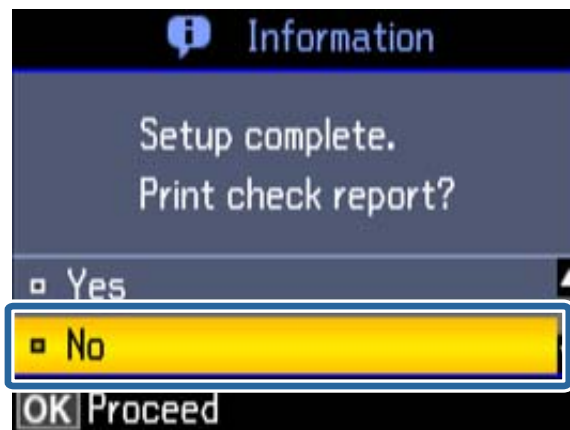 Information
Setup complete.
Print check report?
Yes
No
OK Proceed